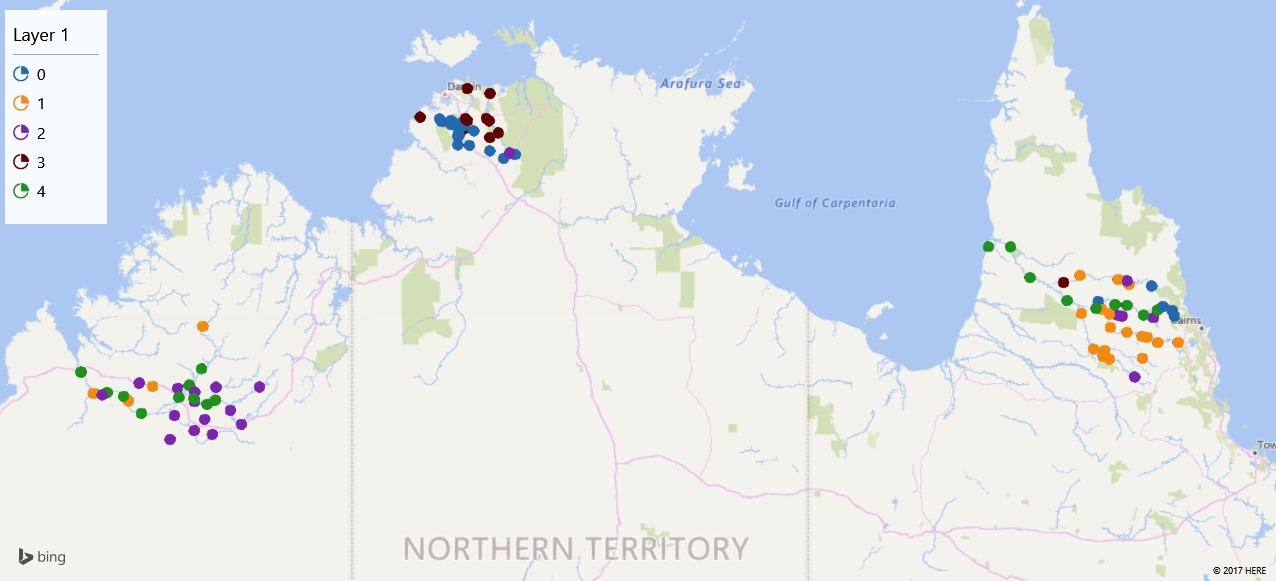 Layer 1
0
1
2
3
4
Arafura Sea
Gulf of Carpentaria
NORTHERN TERRITORY
bing
© 2017 HERE